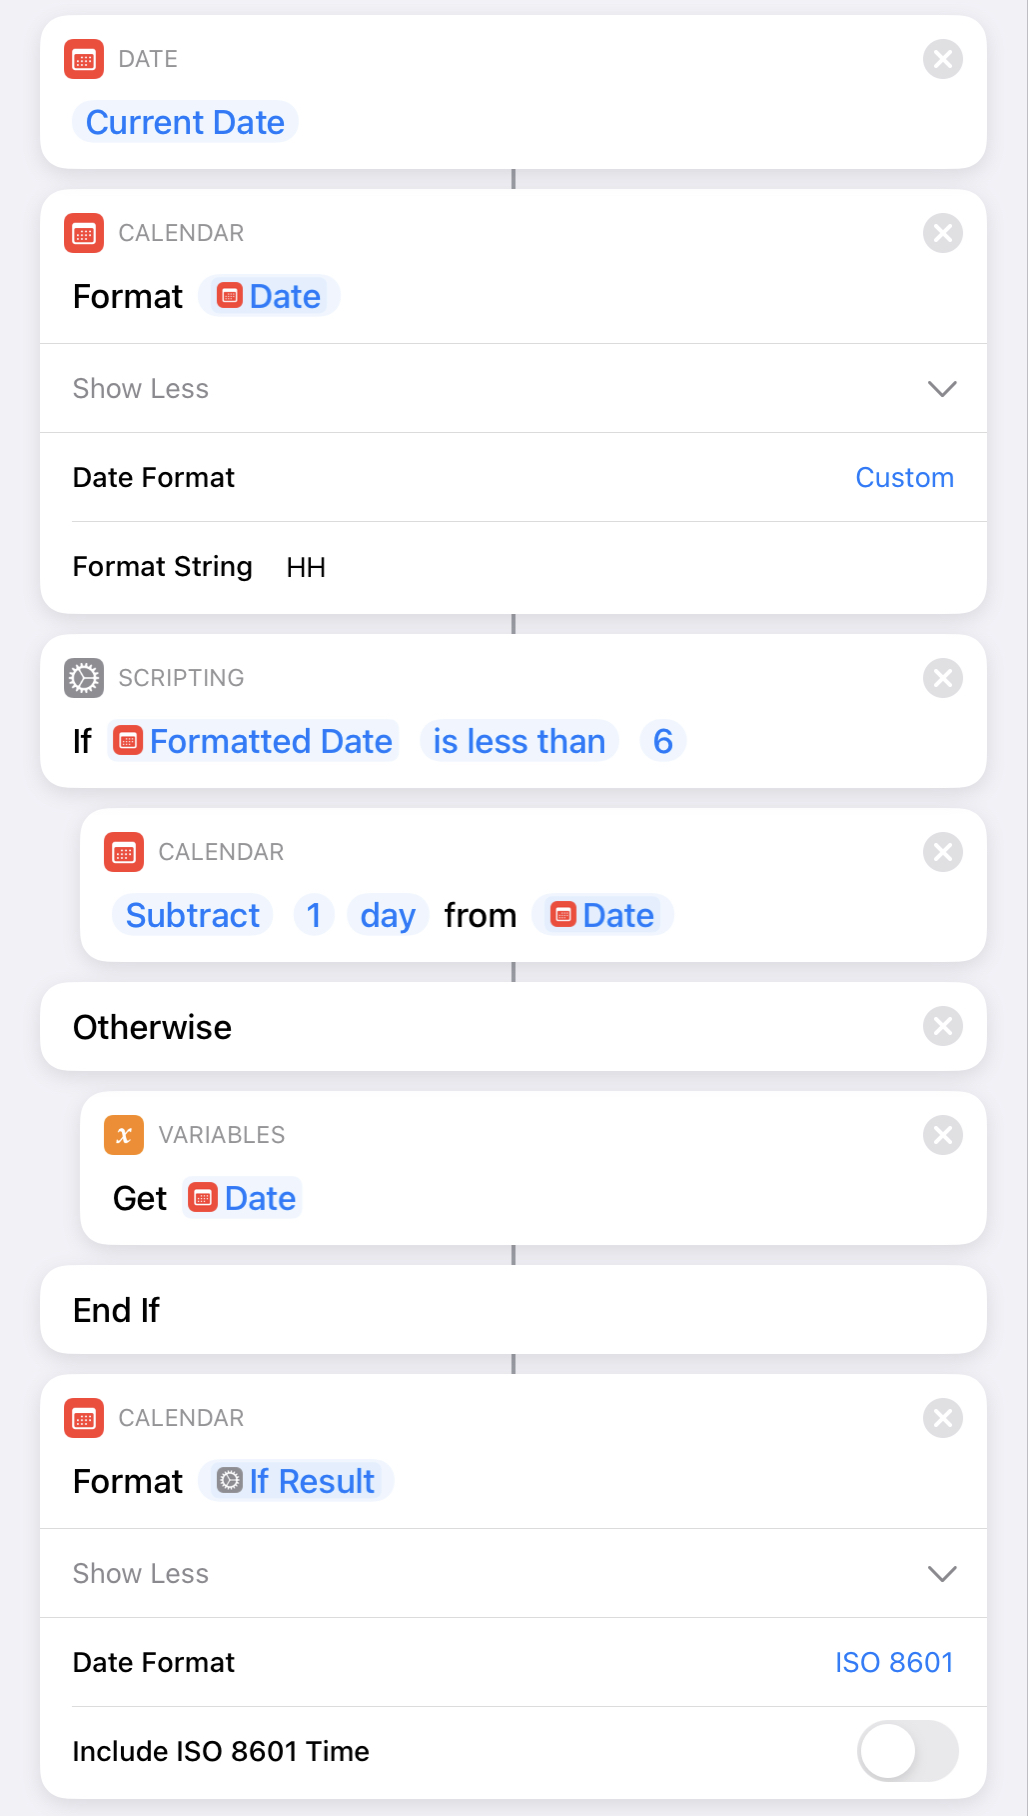 DATE
Current Date
CALENDAR
Format Date
Show Less
Date Format Custom
Format String HH
SCRIPTING
If Formatted Date is less than 6
CALENDAR
Subtract 1 day from Date
Otherwise
VARIABLES
Get Date
End If
CALENDAR
Format If Result
Show Less
Date Format ISO 8601
Include ISO 8601 Time